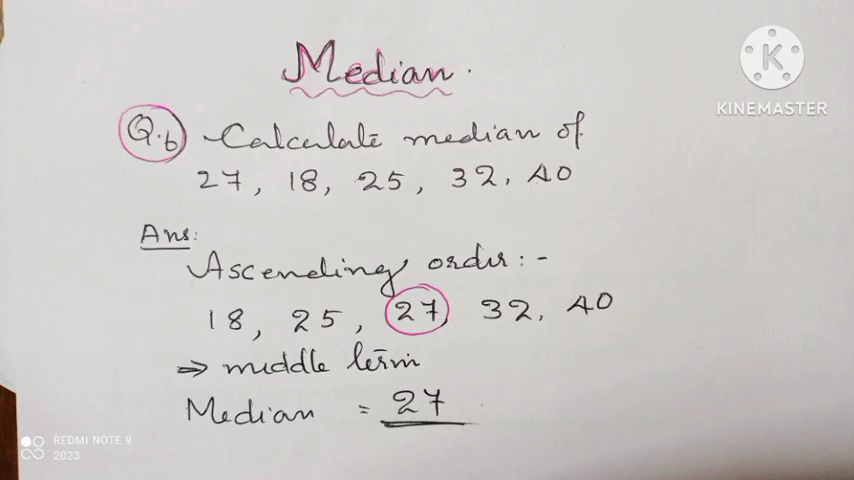 Median.
KINEMASTER
Q.6 Calculate median of
27, 18, 25, 32, 40
Ans:
Ascending order:-
18, 25, 27, 32, 40
⇒ middle term
Median = 27
REDMI NOTE 9
2023